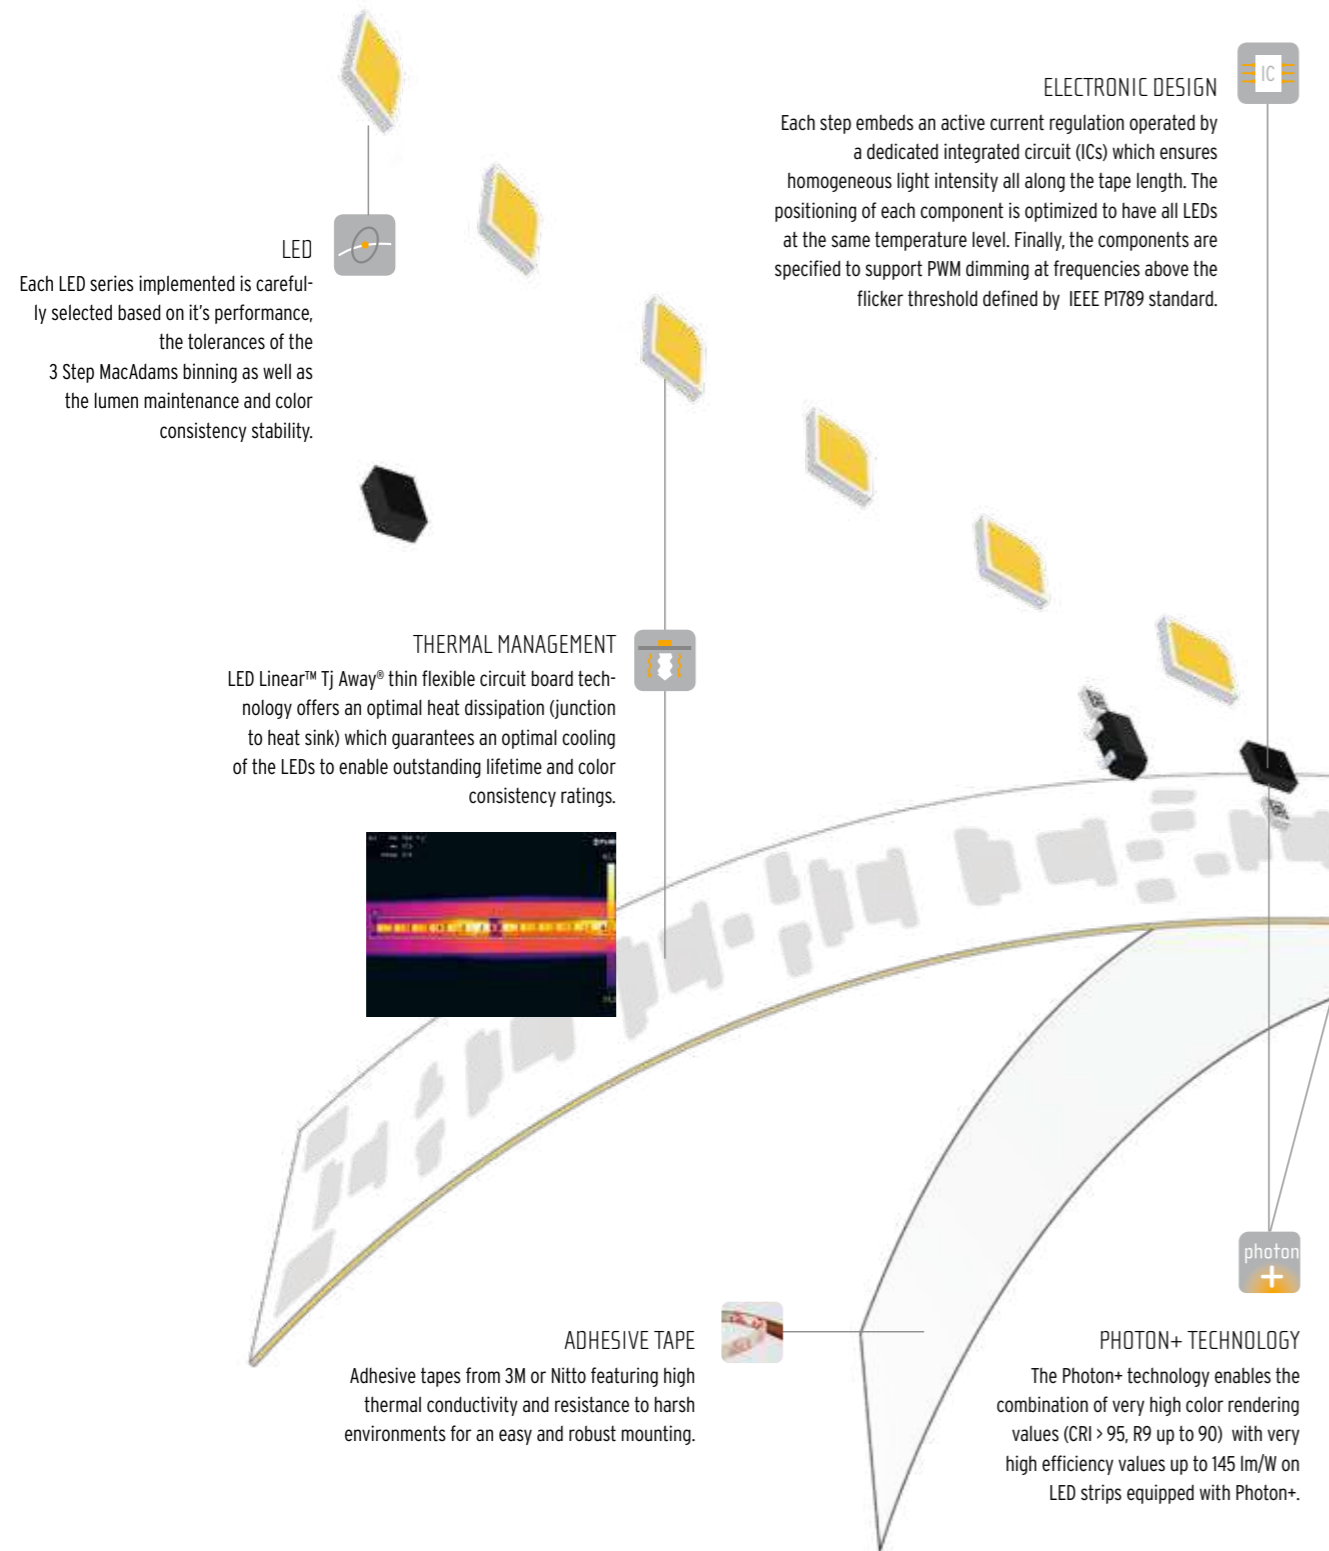 IC
ELECTRONIC DESIGN
Each step embeds an active current regulation operated by
a dedicated integrated circuit (ICs) which ensures
homogeneous light intensity all along the tape length. The
positioning of each component is optimized to have all LEDs
at the same temperature level. Finally, the components are
specified to support PWM dimming at frequencies above the
flicker threshold defined by IEEE P1789 standard.
LED
Each LED series implemented is careful-
ly selected based on it's performance,
the tolerances of the
3 Step MacAdams binning as well as
the lumen maintenance and color
consistency stability.
THERMAL MANAGEMENT
LED Linear™ Tj Away® thin flexible circuit board tech-
nology offers an optimal heat dissipation (junction
to heat sink) which guarantees an optimal cooling
of the LEDs to enable outstanding lifetime and color
consistency ratings.
ADHESIVE TAPE
Adhesive tapes from 3M or Nitto featuring high
thermal conductivity and resistance to harsh
environments for an easy and robust mounting.
photon
+
PHOTON+ TECHNOLOGY
The Photon+ technology enables the
combination of very high color rendering
values (CRI > 95, R9 up to 90) with very
high efficiency values up to 145 lm/W on
LED strips equipped with Photon+.